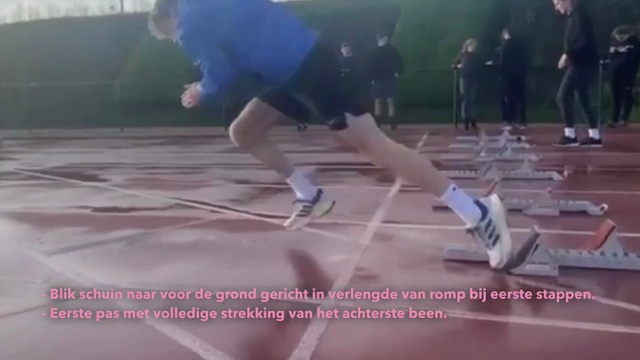 Blik schuin naar voor de grond gericht in verlengde van romp bij eerste stappen.
Eerste pas met volledige strekking van het achterste been.